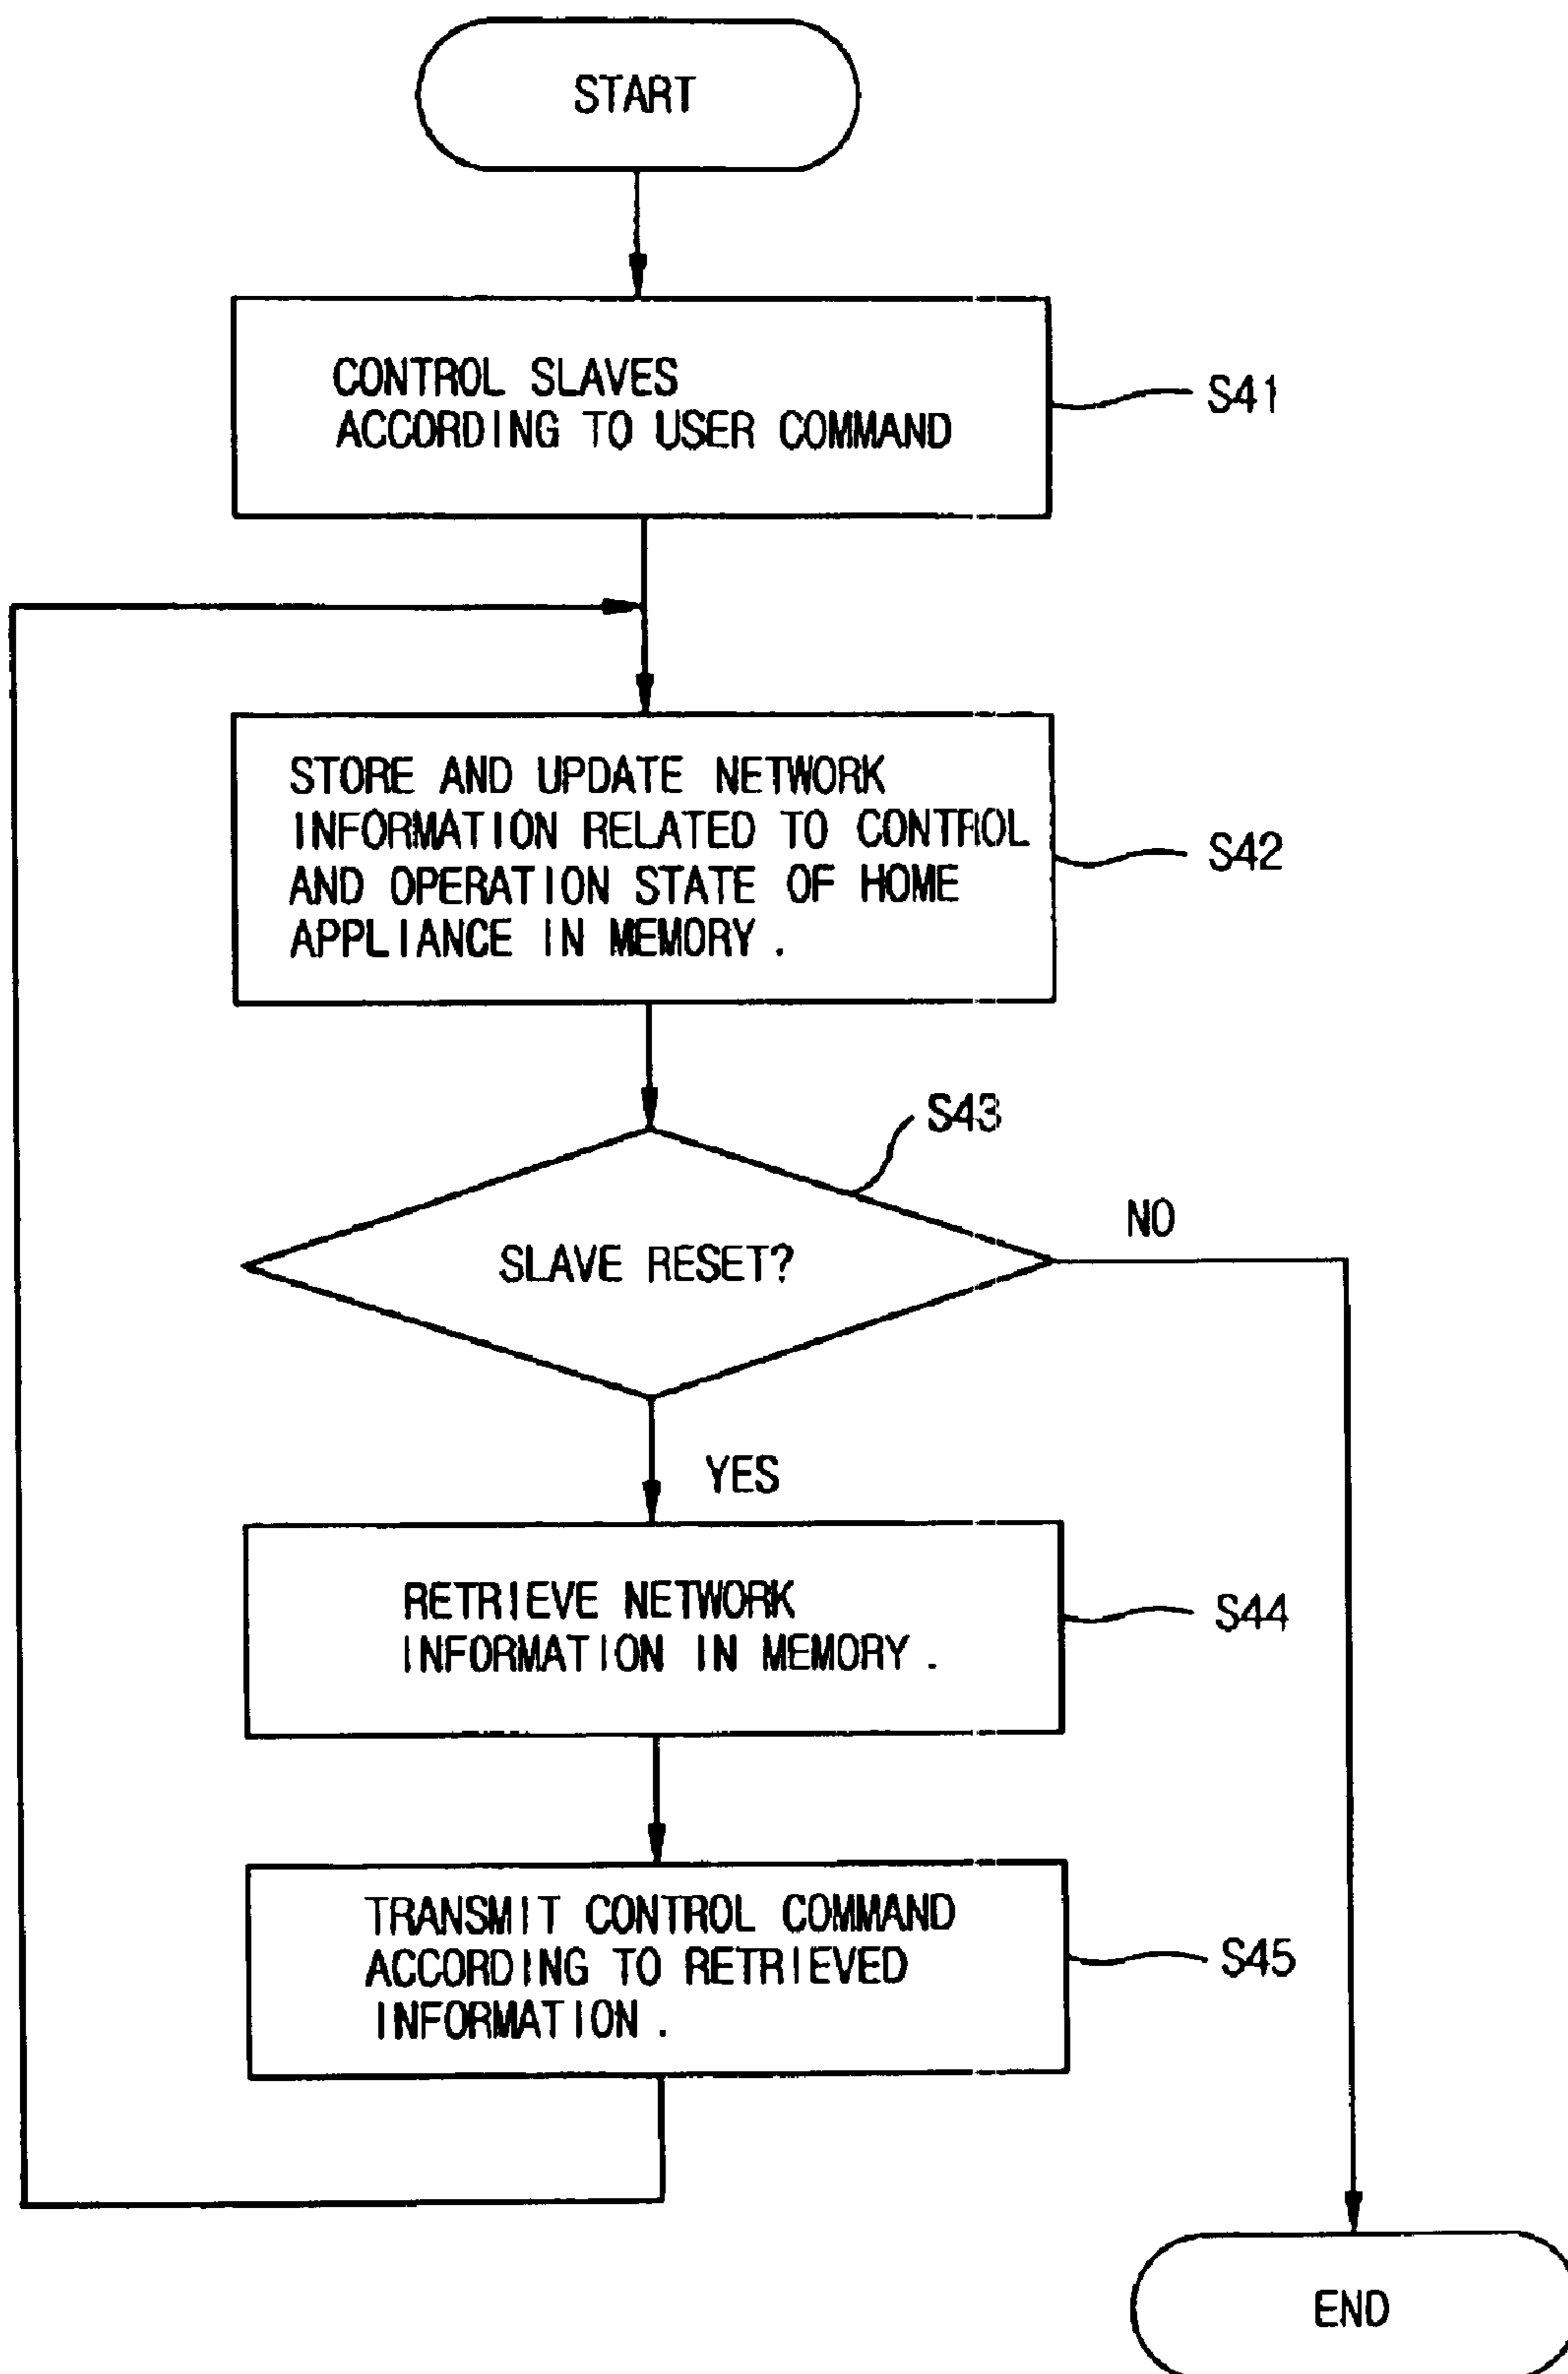 START
CONTROL SLAVES
ACCORDING TO USER COMMAND
S41
STORE AND UPDATE NETWORK
INFORMATION RELATED TO CONTROL
AND OPERATION STATE OF HOME
APPLIANCE IN MEMORY.
S42
S43
SLAVE RESET?
NO
YES
RETRIEVE NETWORK
INFORMATION IN MEMORY.
S44
TRANSMIT CONTROL COMMAND
ACCORDING TO RETRIEVED
INFORMATION.
S45
END